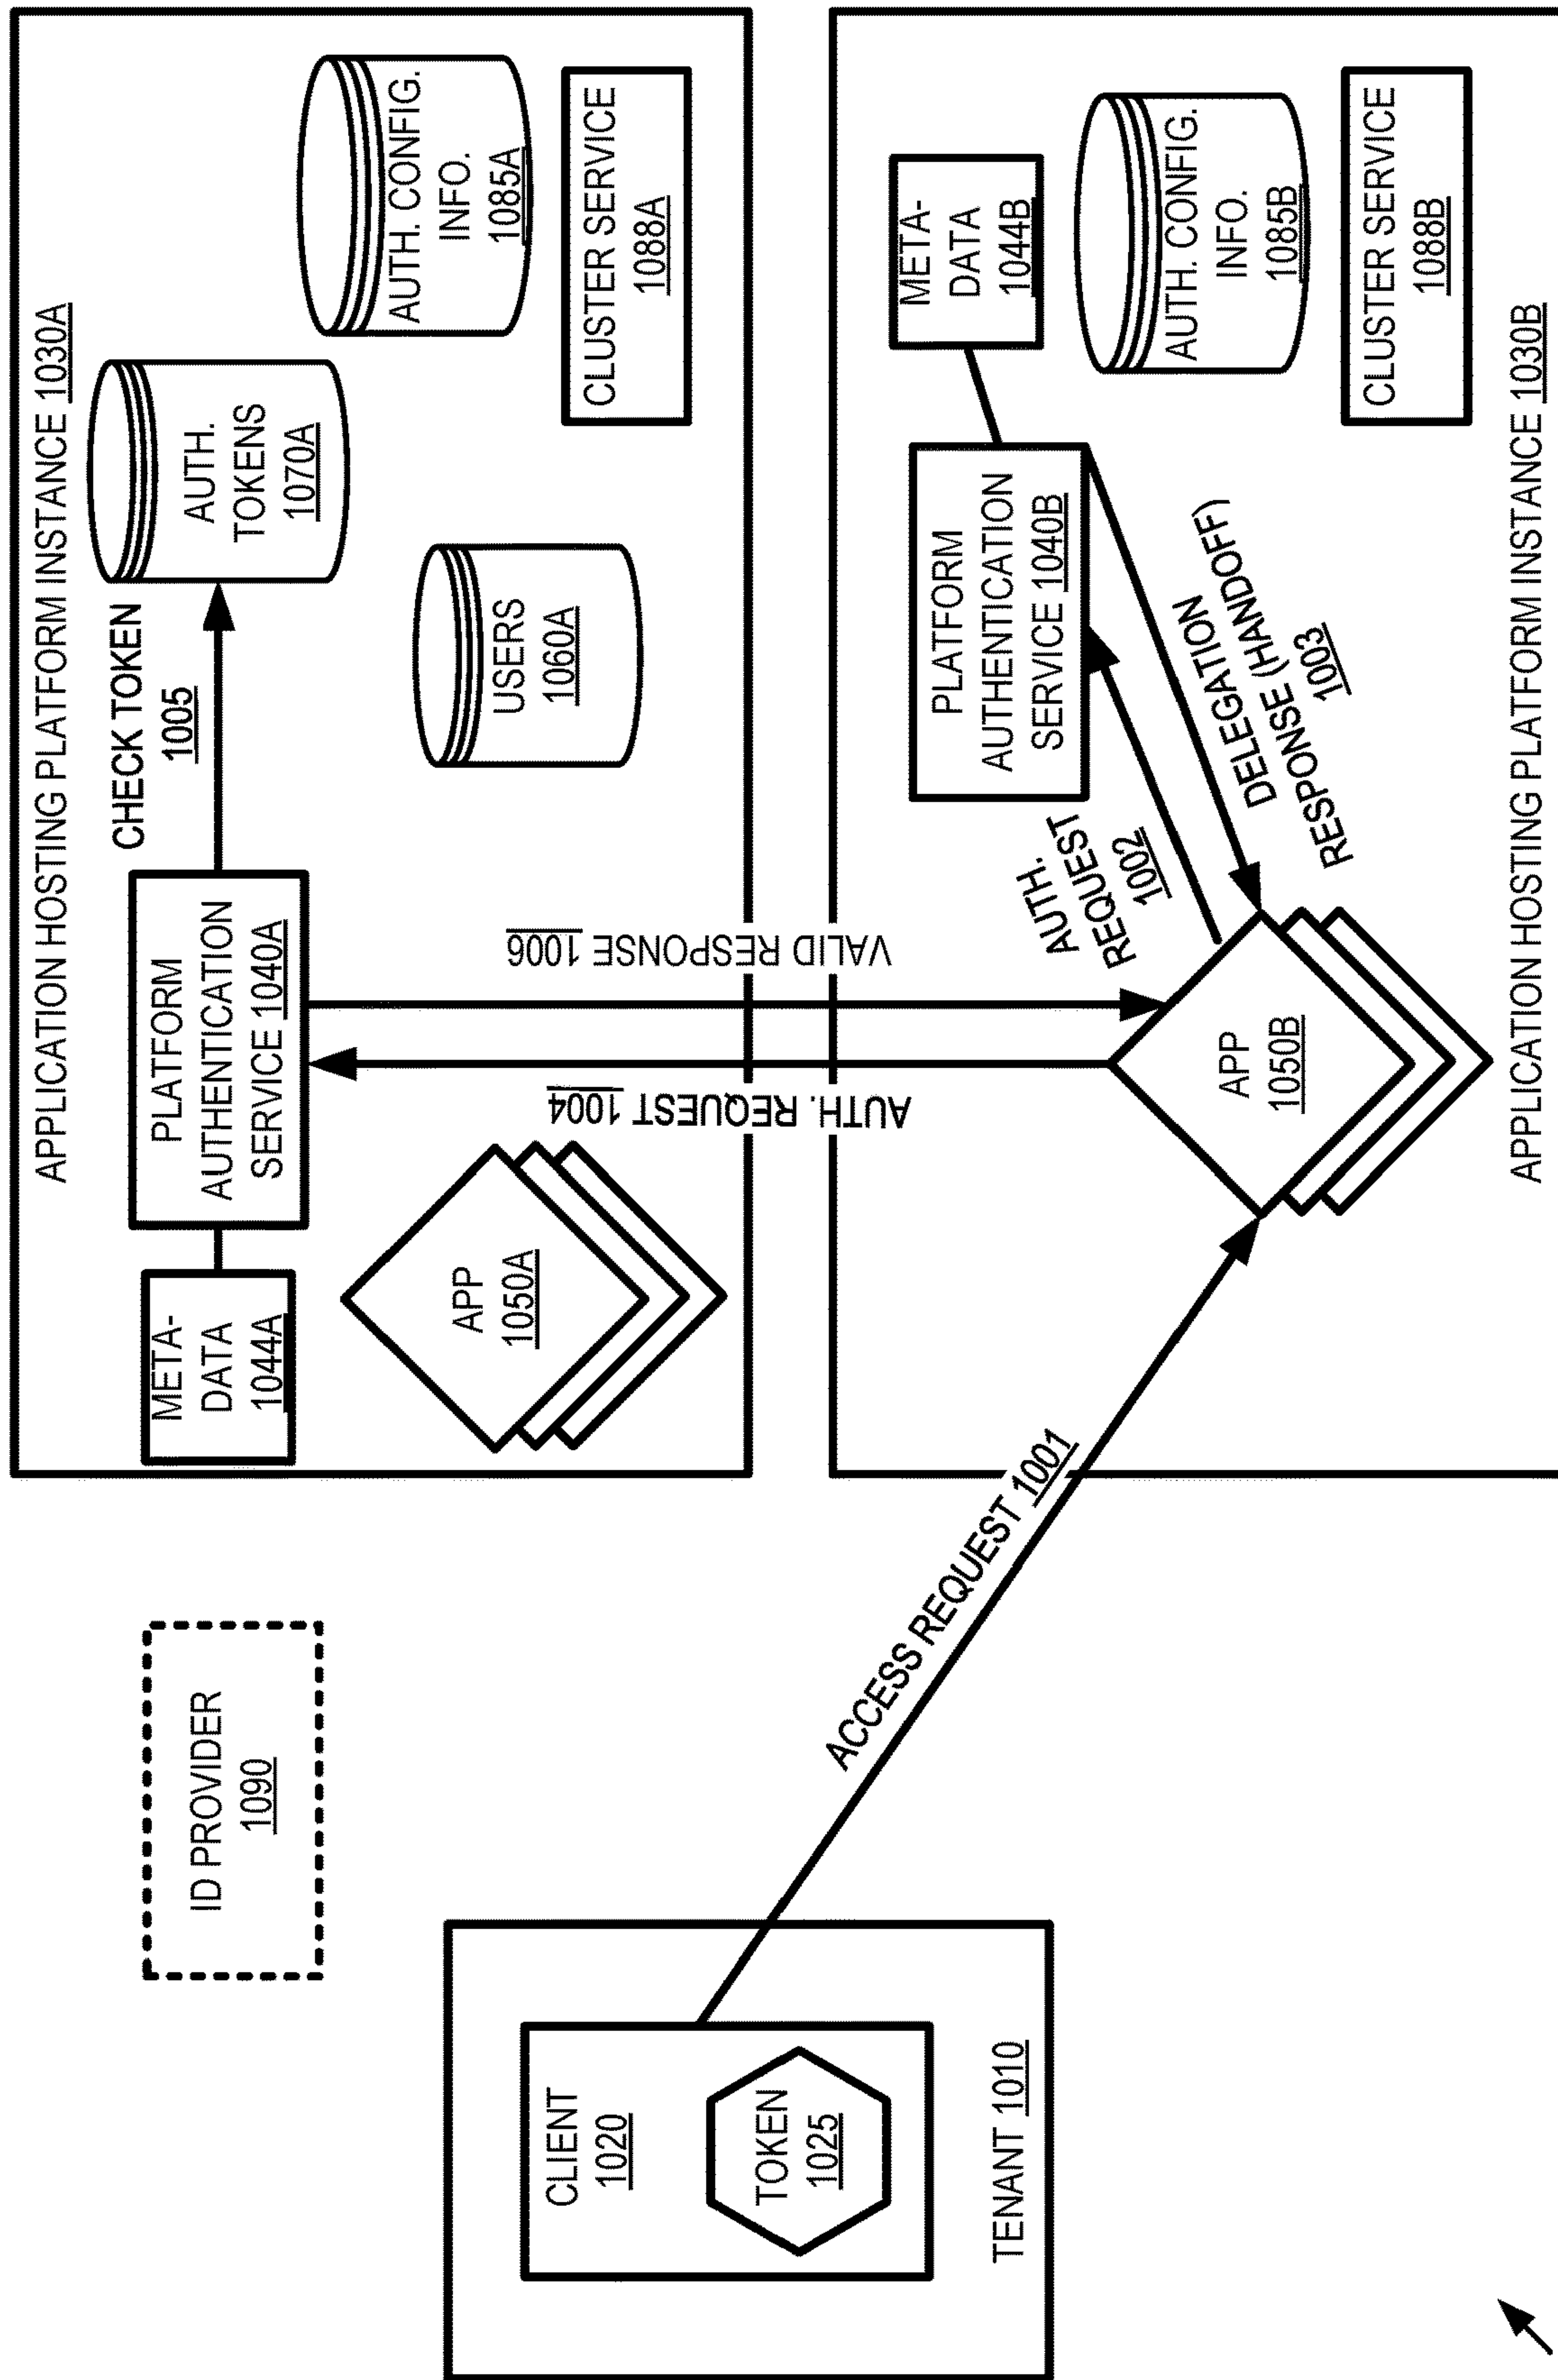 APPLICATION HOSTING PLATFORM INSTANCE 1030A
META-
DATA
1044A
PLATFORM
AUTHENTICATION
SERVICE 1040A
CHECK TOKEN
1005
AUTH.
TOKENS
1070A
AUTH. CONFIG.
INFO.
1085A
USERS
1060A
APP
1050A
CLUSTER SERVICE
1088A
ID PROVIDER
1090
VALID RESPONSE 1006
AUTH. REQUEST 1004
CLIENT
1020
TOKEN
1025
TENANT 1010
ACCESS REQUEST 1001
AUTH.
REQUEST
1002
PLATFORM
AUTHENTICATION
SERVICE 1040B
META-
DATA
1044B
DELEGATION
RESPONSE (HANDOFF)
1003
AUTH. CONFIG.
INFO.
1085B
APP
1050B
CLUSTER SERVICE
1088B
APPLICATION HOSTING PLATFORM INSTANCE 1030B